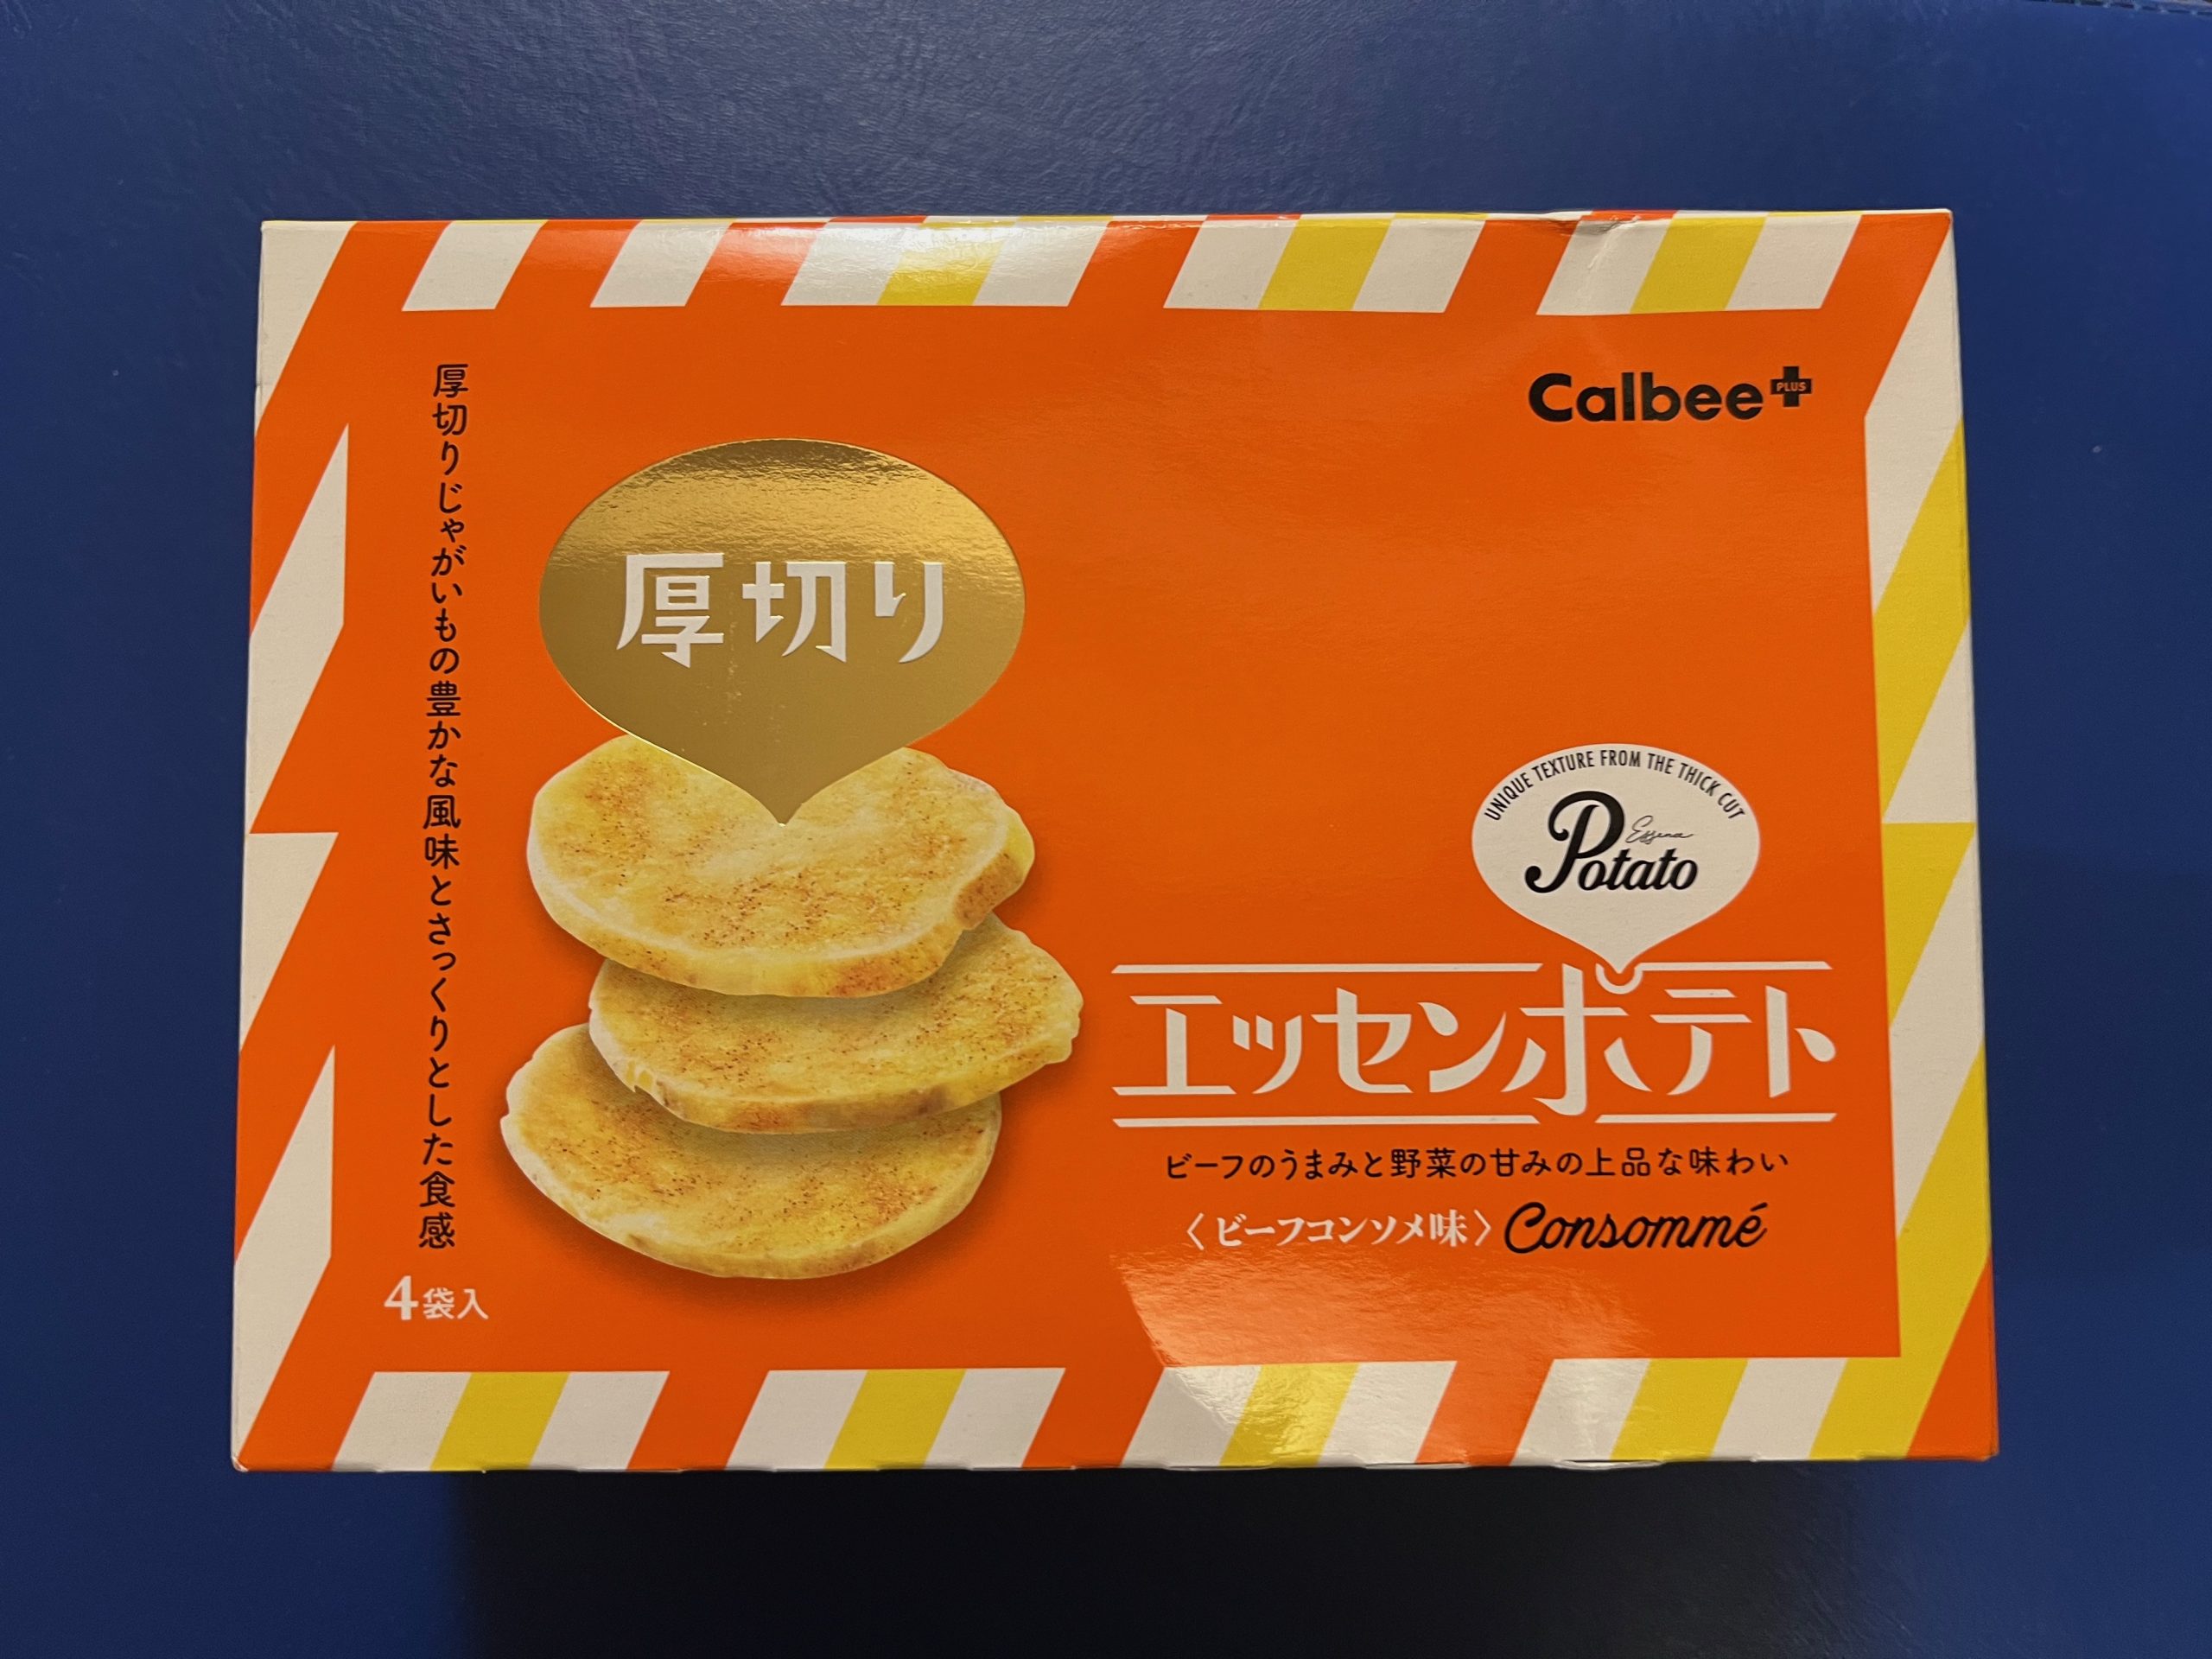 厚切りじゃがいもの豊かな風味とさっくりとした食感
4袋入
厚切り
Calbee PLUS
UNIQUE TEXTURE FROM THE THICK CUT
Essence
Potato
エッセンポテト
ビーフのうまみと野菜の甘みの上品な味わい
〈ビーフコンソメ味〉Consommé